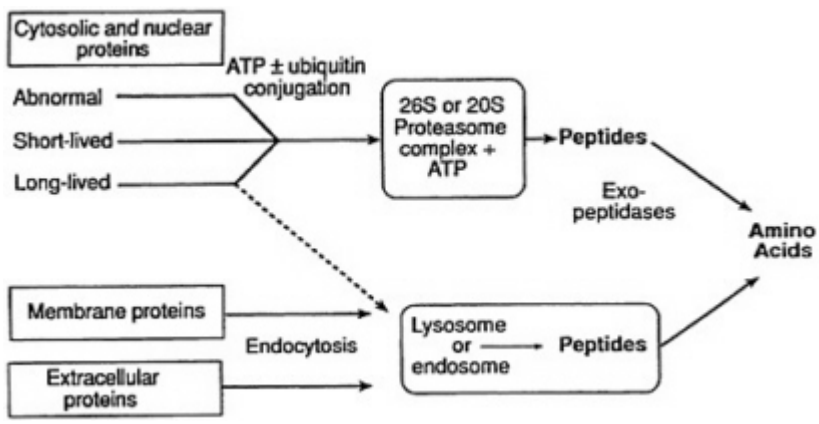 Cytosolic and nuclear
proteins
ATP ± ubiquitin
conjugation
Abnormal
Short-lived
Long-lived
26S or 20S
Proteasome
complex +
ATP
Peptides
Exo-
peptidases
Amino
Acids
Membrane proteins
Endocytosis
Extracellular
proteins
Lysosome
or
endosome
Peptides